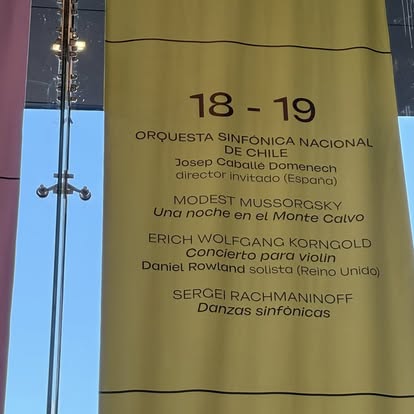 18 - 19
ORQUESTA SINFÓNICA NACIONAL
DE CHILE
Josep Caballé Domenech
director invitado (España)
MODEST MUSSORGSKY
Una noche en el Monte Calvo
ERICH WOLFGANG KORNGOLD
Concierto para violin
Daniel Rowland solista (Reino Unido)
SERGEI RACHMANINOFF
Danzas sinfónicas